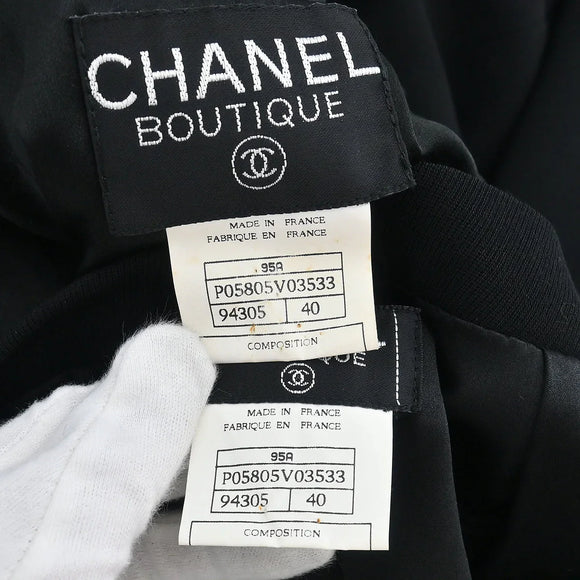 CHANEL
BOUTIQUE
MADE IN FRANCE
FABRIQUE EN FRANCE
95A
P05805V03533
94305 40
COMPOSITION
MADE IN FRANCE
FABRIQUE EN FRANCE
95A
P05805V03533
94305 40
COMPOSITION